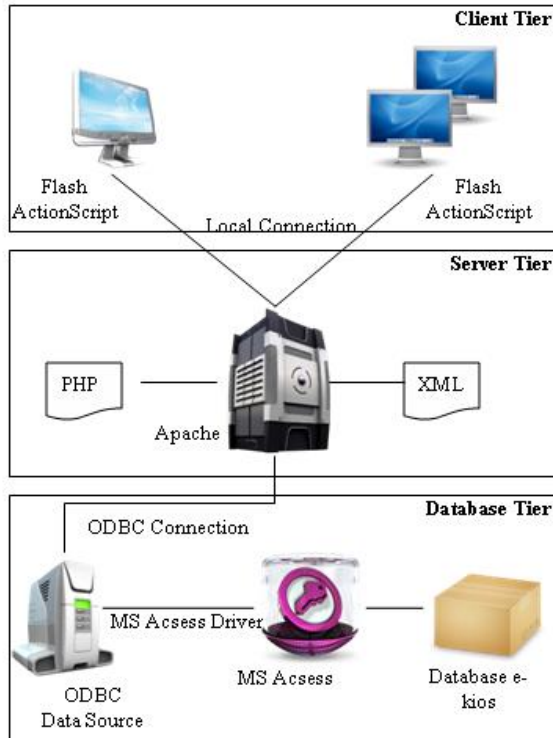 Client Tier
Flash
ActionScript
Flash
ActionScript
Local Connection
Server Tier
PHP
XML
Apache
Database Tier
ODBC Connection
MS Acsess Driver
MS Acsess
Database e-
kios
ODBC
Data Source